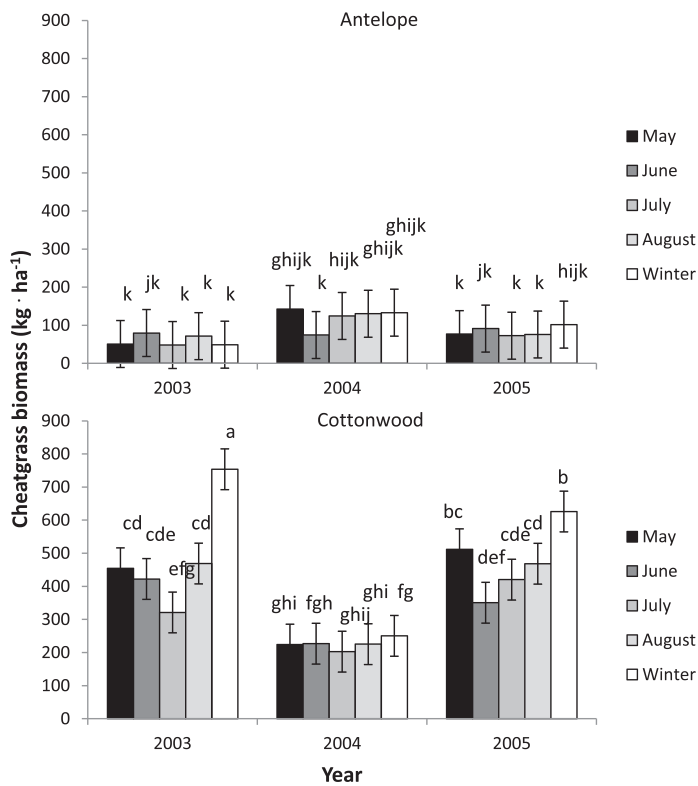 Antelope
900
800
700
600
500
400
300
200
100
0
k jk k k k
ghijk k hijk ghijk ghijk
k jk k k hijk
2003 2004 2005
May
June
July
August
Winter
Cheatgrass biomass (kg · ha-1)
Cottonwood
900
800
700
600
500
400
300
200
100
0
cd cde efg cd a
ghi fgh ghij ghi fg
bc def cde cd b
2003 2004 2005
Year
May
June
July
August
Winter